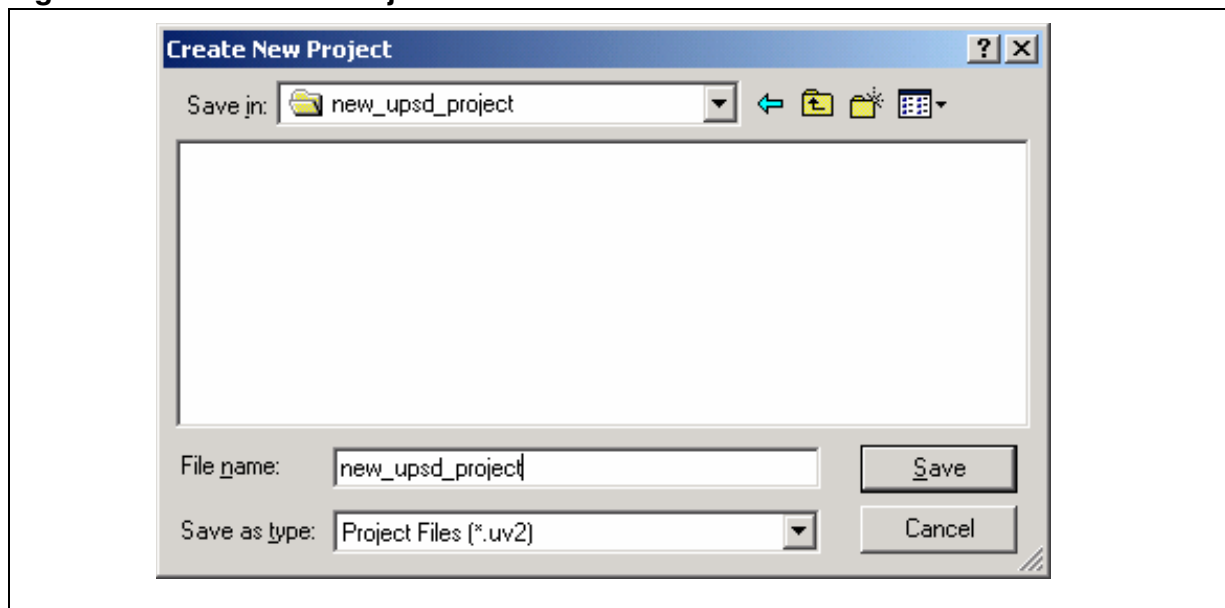 Create New Project
Save in: new_upsd_project
File name: new_upsd_project
Save
Save as type: Project Files (*.uv2)
Cancel